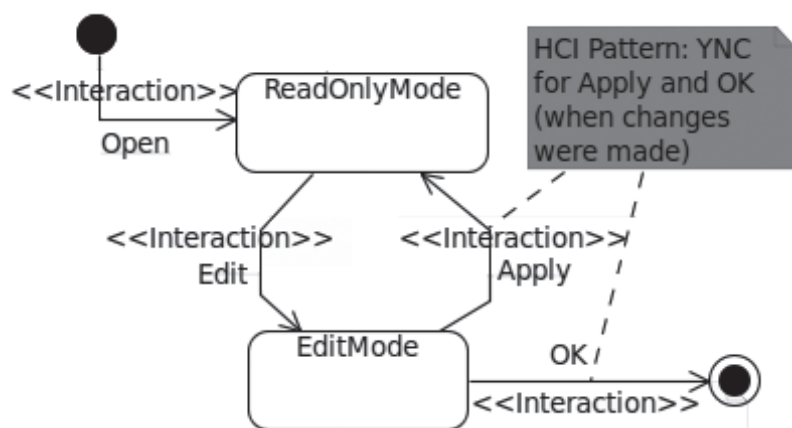 HCI Pattern: YNC
for Apply and OK
(when changes
were made)
<<Interaction>>
ReadOnlyMode
Open
<<Interaction>>
<<Interaction>>
Edit
Apply
EditMode
OK
<<Interaction>>